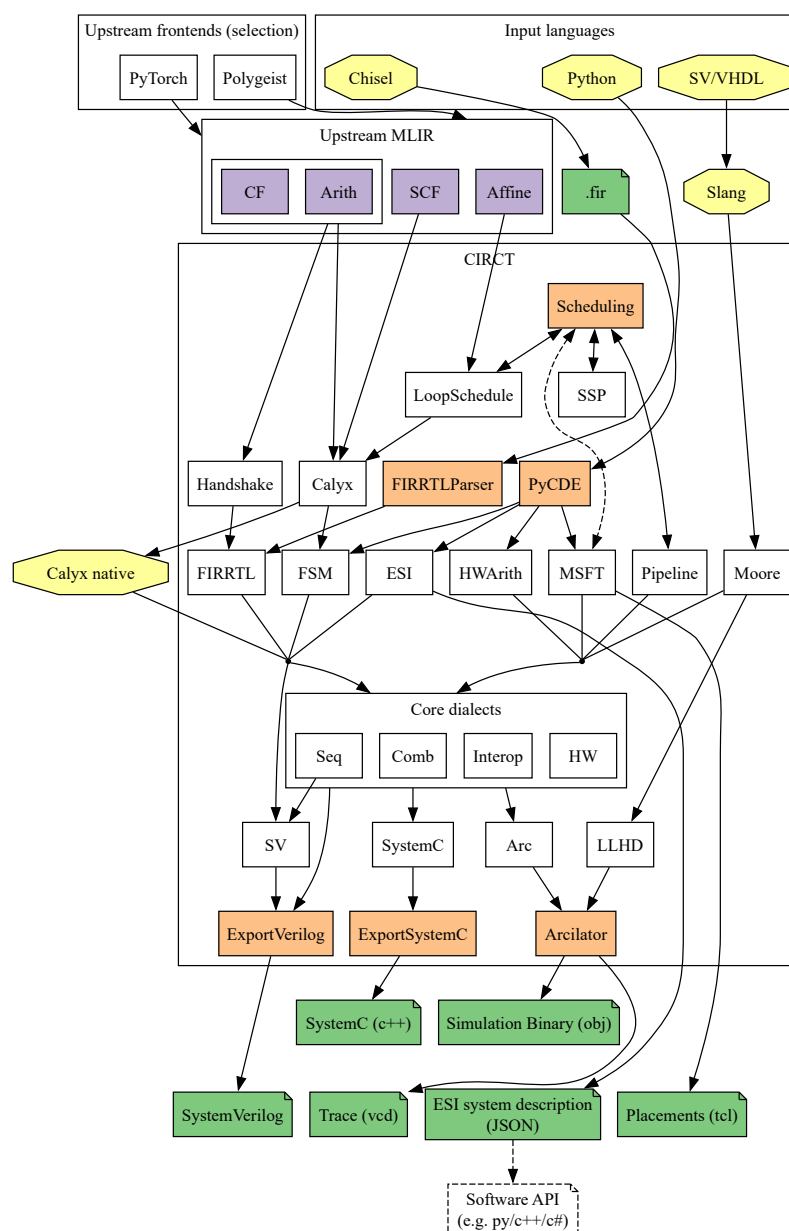 Upstream frontends (selection)
Input languages
PyTorch
Polygeist
Chisel
Python
SV/VHDL
Upstream MLIR
CF
Arith
SCF
Affine
.fir
Slang
CIRCT
Scheduling
LoopSchedule
SSP
Handshake
Calyx
FIRRTLParser
PyCDE
Calyx native
FIRRTL
FSM
ESI
HWArith
MSFT
Pipeline
Moore
Core dialects
Seq
Comb
Interop
HW
SV
SystemC
Arc
LLHD
ExportVerilog
ExportSystemC
Arcilator
SystemC (c++)
Simulation Binary (obj)
SystemVerilog
Trace (vcd)
ESI system description
(JSON)
Placements (tcl)
Software API
(e.g. py/c++/c#)